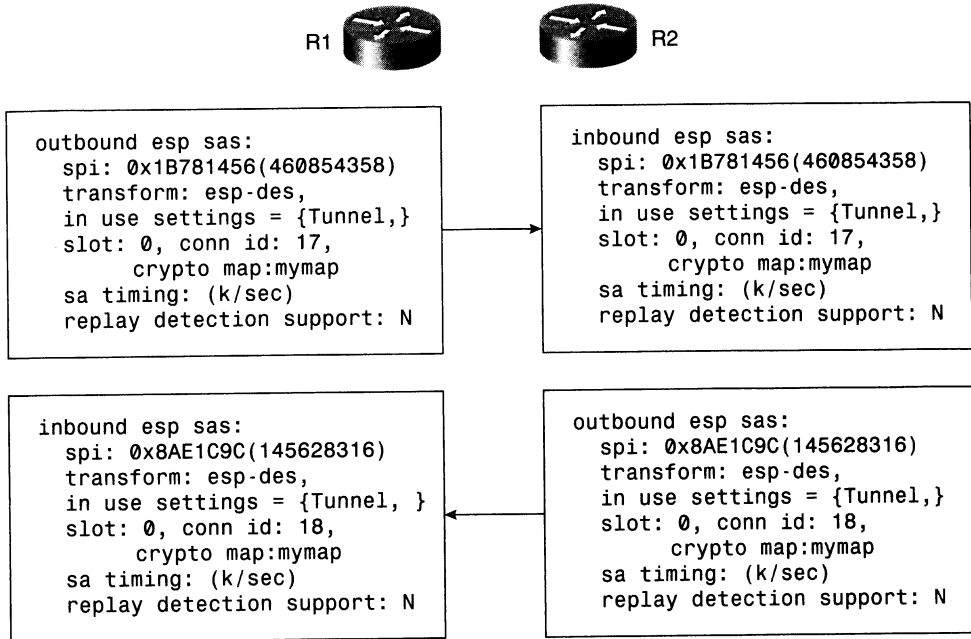 R1
R2
outbound esp sas:
spi: 0x1B781456(460854358)
transform: esp-des,
in use settings = {Tunnel,}
slot: 0, conn id: 17,
crypto map:mymap
sa timing: (k/sec)
replay detection support: N
inbound esp sas:
spi: 0x1B781456(460854358)
transform: esp-des,
in use settings = {Tunnel,}
slot: 0, conn id: 17,
crypto map:mymap
sa timing: (k/sec)
replay detection support: N
inbound esp sas:
spi: 0x8AE1C9C(145628316)
transform: esp-des,
in use settings = {Tunnel, }
slot: 0, conn id: 18,
crypto map:mymap
sa timing: (k/sec)
replay detection support: N
outbound esp sas:
spi: 0x8AE1C9C(145628316)
transform: esp-des,
in use settings = {Tunnel,}
slot: 0, conn id: 18,
crypto map:mymap
sa timing: (k/sec)
replay detection support: N